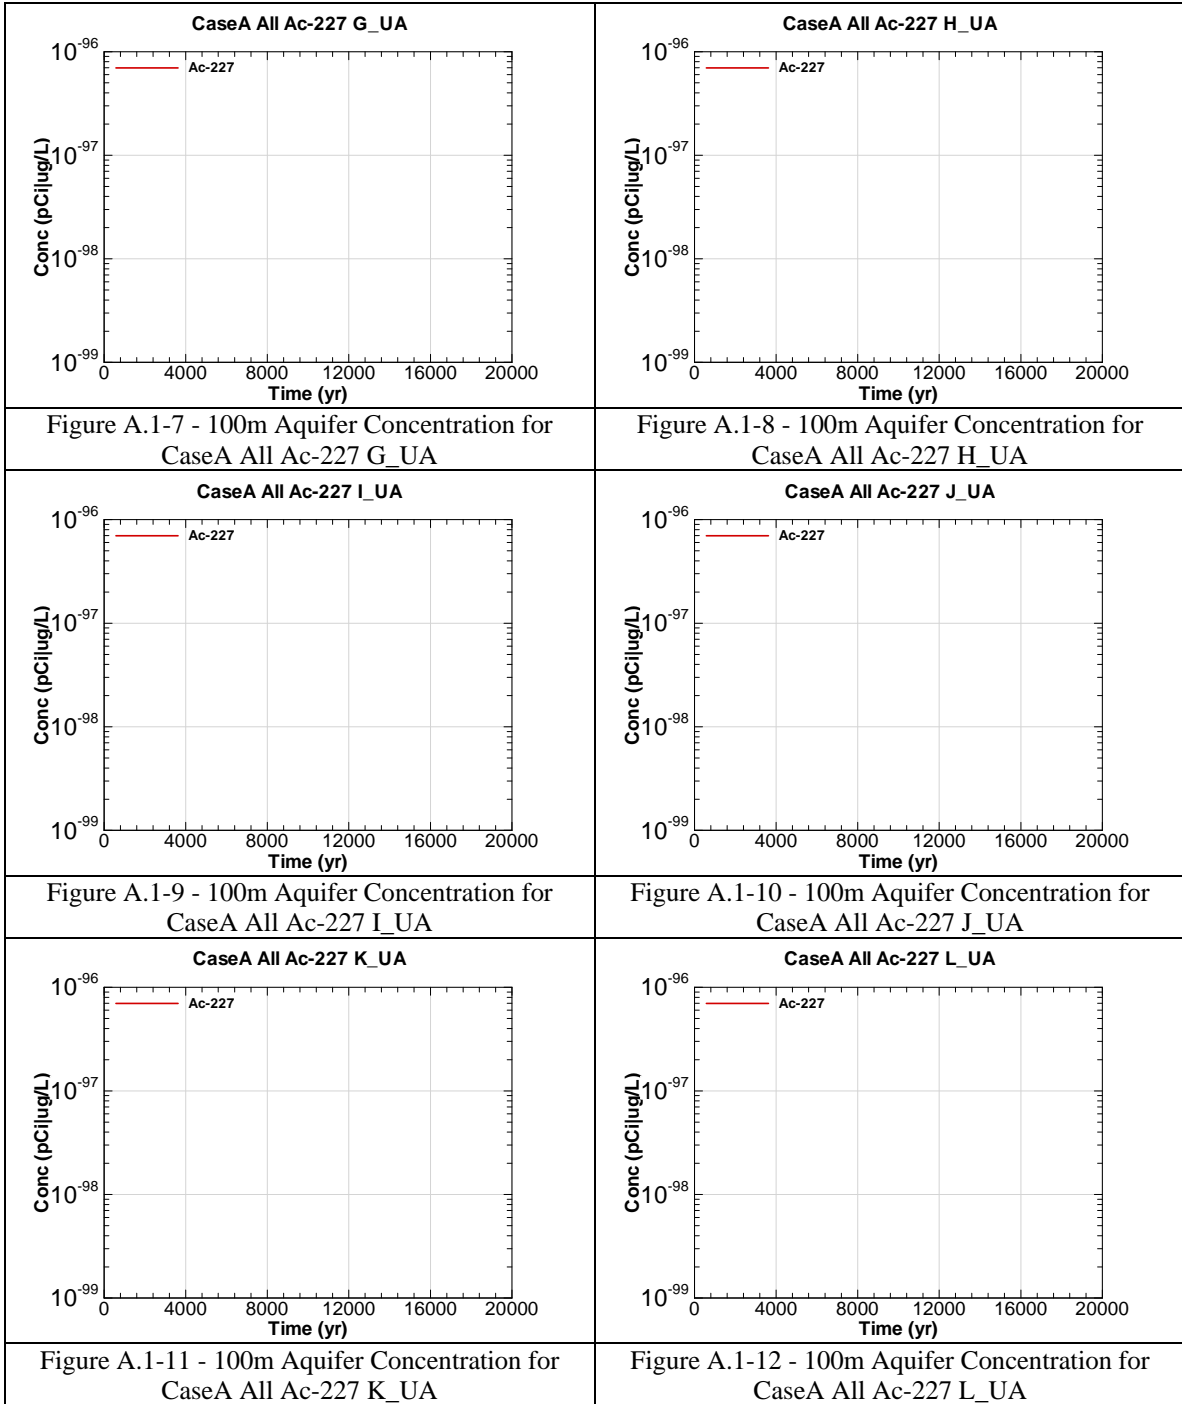 CaseA All Ac-227 G_UA
Ac-227
10-96
10-97
10-98
10-99
Conc (pCi|ug/L)
0 4000 8000 12000 16000 20000
Time (yr)
Figure A.1-7 - 100m Aquifer Concentration for
CaseA All Ac-227 G_UA
CaseA All Ac-227 H_UA
Ac-227
10-96
10-97
10-98
10-99
Conc (pCi|ug/L)
0 4000 8000 12000 16000 20000
Time (yr)
Figure A.1-8 - 100m Aquifer Concentration for
CaseA All Ac-227 H_UA
CaseA All Ac-227 I_UA
Ac-227
10-96
10-97
10-98
10-99
Conc (pCi|ug/L)
0 4000 8000 12000 16000 20000
Time (yr)
Figure A.1-9 - 100m Aquifer Concentration for
CaseA All Ac-227 I_UA
CaseA All Ac-227 J_UA
Ac-227
10-96
10-97
10-98
10-99
Conc (pCi|ug/L)
0 4000 8000 12000 16000 20000
Time (yr)
Figure A.1-10 - 100m Aquifer Concentration for
CaseA All Ac-227 J_UA
CaseA All Ac-227 K_UA
Ac-227
10-96
10-97
10-98
10-99
Conc (pCi|ug/L)
0 4000 8000 12000 16000 20000
Time (yr)
Figure A.1-11 - 100m Aquifer Concentration for
CaseA All Ac-227 K_UA
CaseA All Ac-227 L_UA
Ac-227
10-96
10-97
10-98
10-99
Conc (pCi|ug/L)
0 4000 8000 12000 16000 20000
Time (yr)
Figure A.1-12 - 100m Aquifer Concentration for
CaseA All Ac-227 L_UA